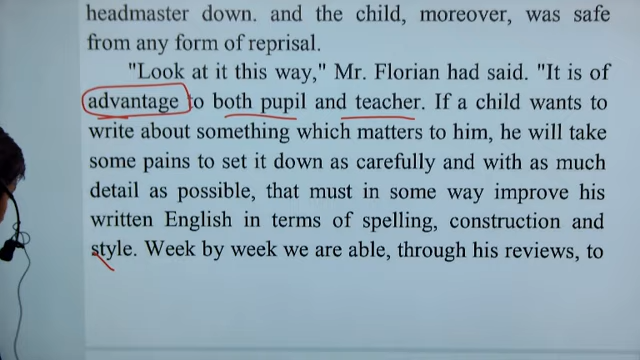 headmaster down. and the child, moreover, was safe
from any form of reprisal.
"Look at it this way," Mr. Florian had said. "It is of
advantage to both pupil and teacher. If a child wants to
write about something which matters to him, he will take
some pains to set it down as carefully and with as much
detail as possible, that must in some way improve his
written English in terms of spelling, construction and
style. Week by week we are able, through his reviews, to